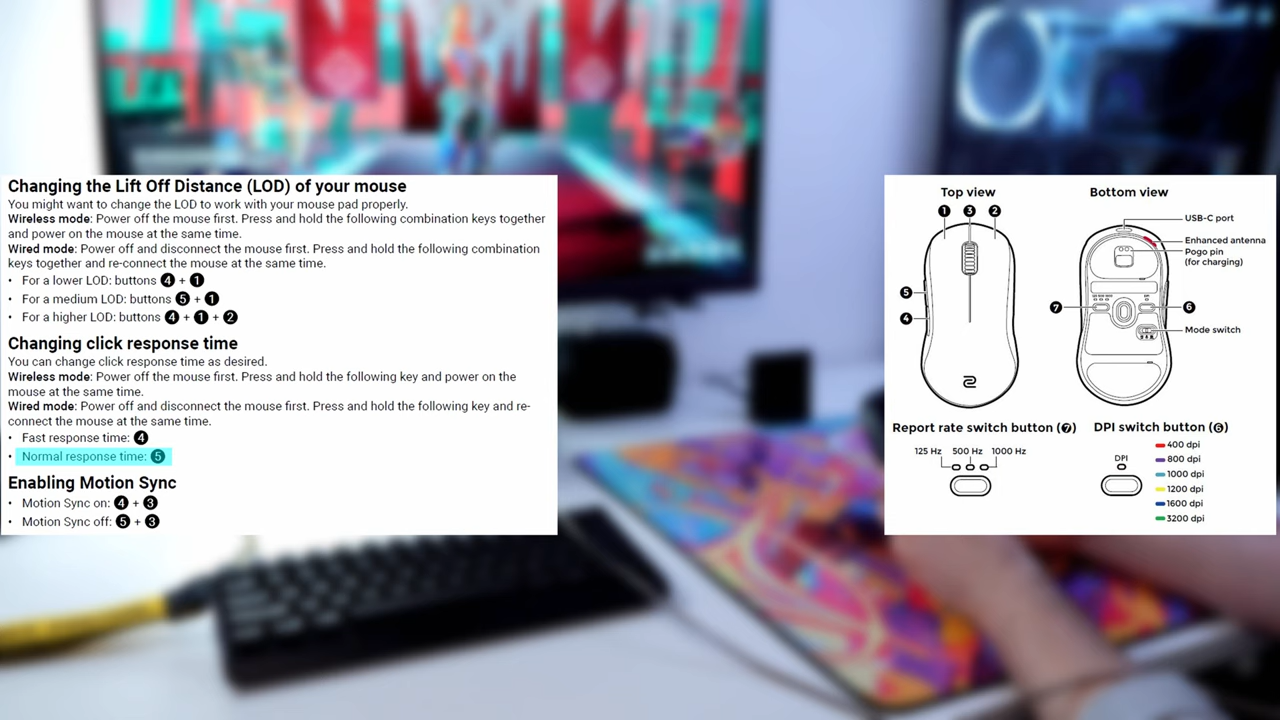 Changing the Lift Off Distance (LOD) of your mouse
You might want to change the LOD to work with your mouse pad properly.
Wireless mode: Power off the mouse first. Press and hold the following combination keys together
and power on the mouse at the same time.
Wired mode: Power off and disconnect the mouse first. Press and hold the following combination
keys together and re-connect the mouse at the same time.
• For a lower LOD: buttons 4 + 1
• For a medium LOD: buttons 5 + 1
• For a higher LOD: buttons 4 + 1 + 2
Changing click response time
You can change click response time as desired.
Wireless mode: Power off the mouse first. Press and hold the following key and power on the
mouse at the same time.
Wired mode: Power off and disconnect the mouse first. Press and hold the following key and re-
connect the mouse at the same time.
• Fast response time: 4
• Normal response time: 5
Enabling Motion Sync
• Motion Sync on: 4 + 3
• Motion Sync off: 5 + 3
Top view
1 3 2
5
4
Bottom view
USB-C port
Enhanced antenna
Pogo pin
(for charging)
7
6
Mode switch
Report rate switch button (7)
125 Hz 500 Hz 1000 Hz
DPI switch button (6)
DPI
400 dpi
800 dpi
1000 dpi
1200 dpi
1600 dpi
3200 dpi